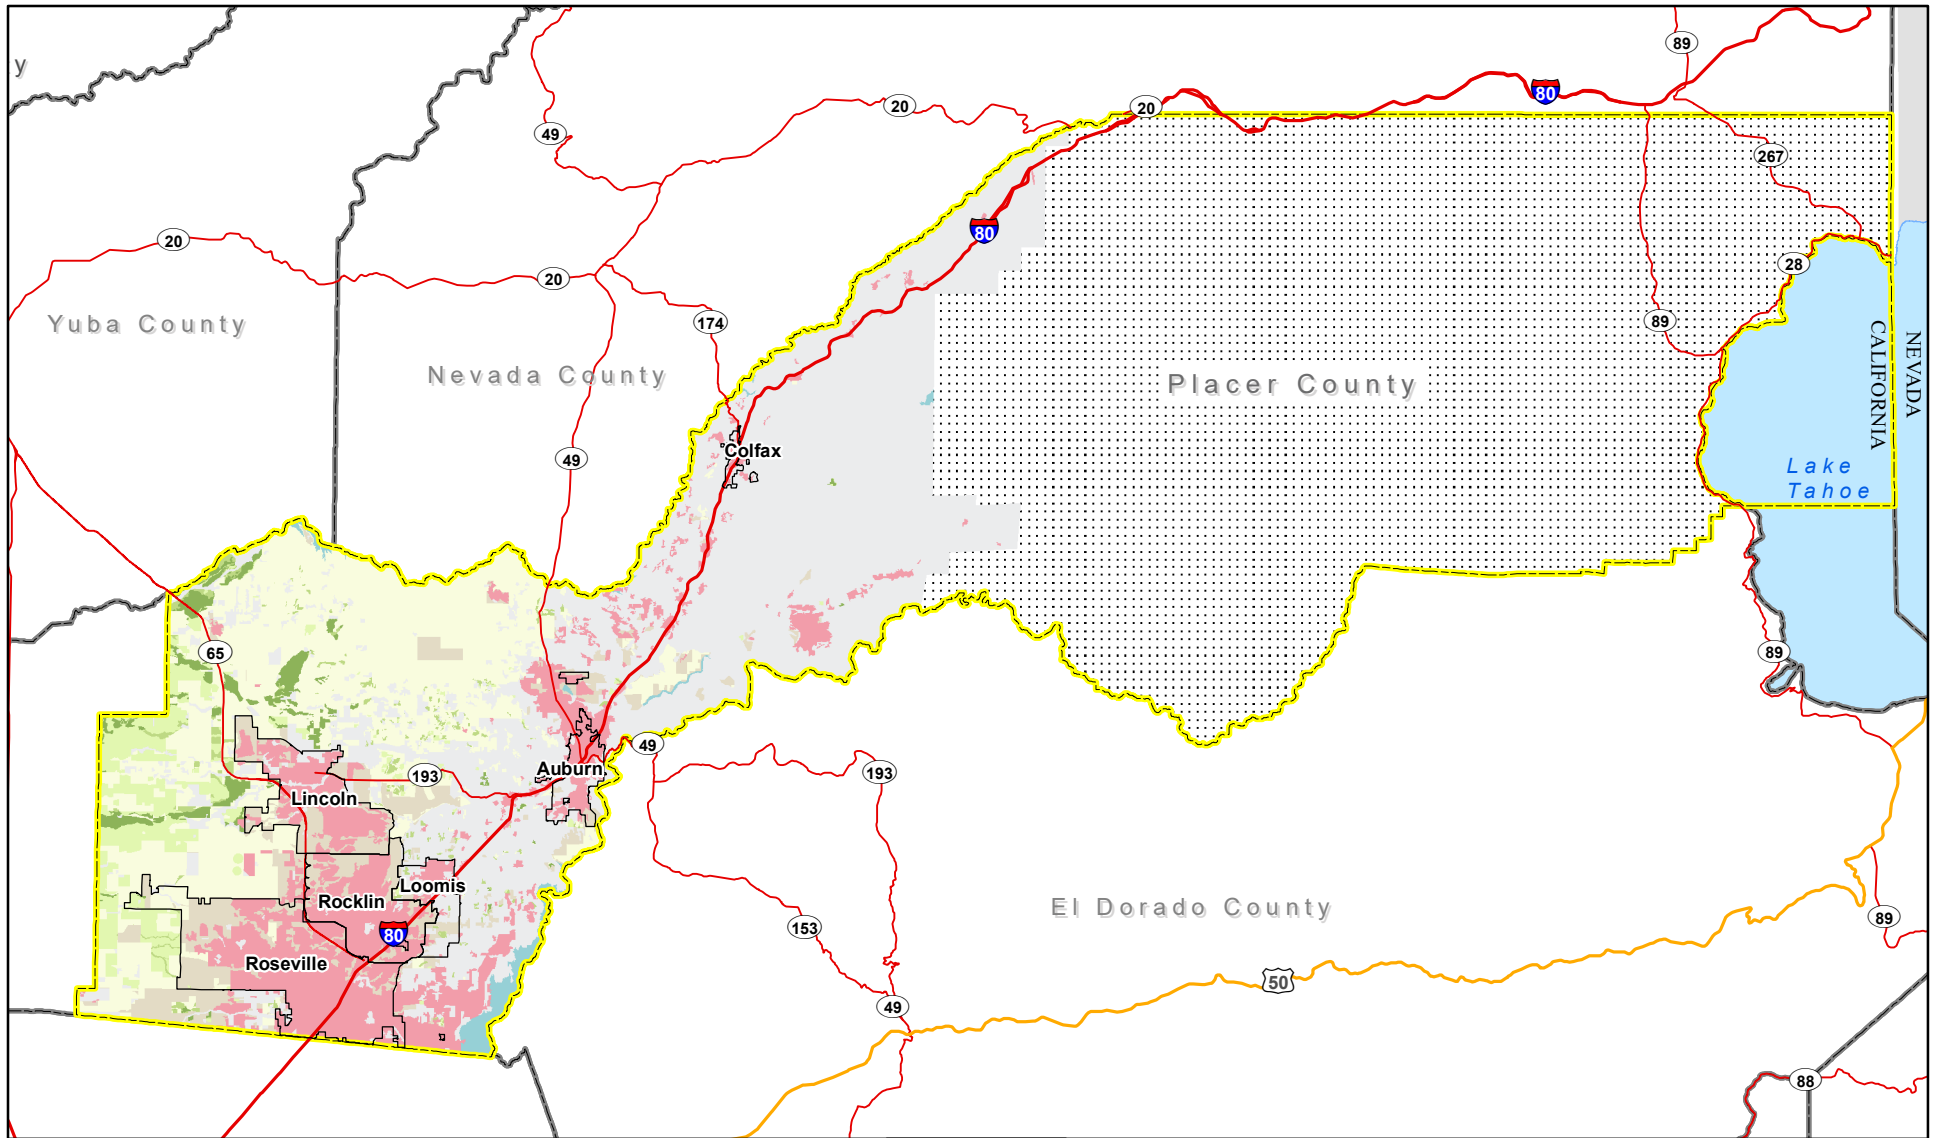 y
89
80
20
20
49
267
80
20
28
20
174
89
Yuba County
Nevada County
Placer County
CALIFORNIA
NEVADA
Colfax
49
Lake
Tahoe
65
89
49
Auburn
193
193
Lincoln
Loomis
Rocklin
El Dorado County
89
153
80
Roseville
50
49
88